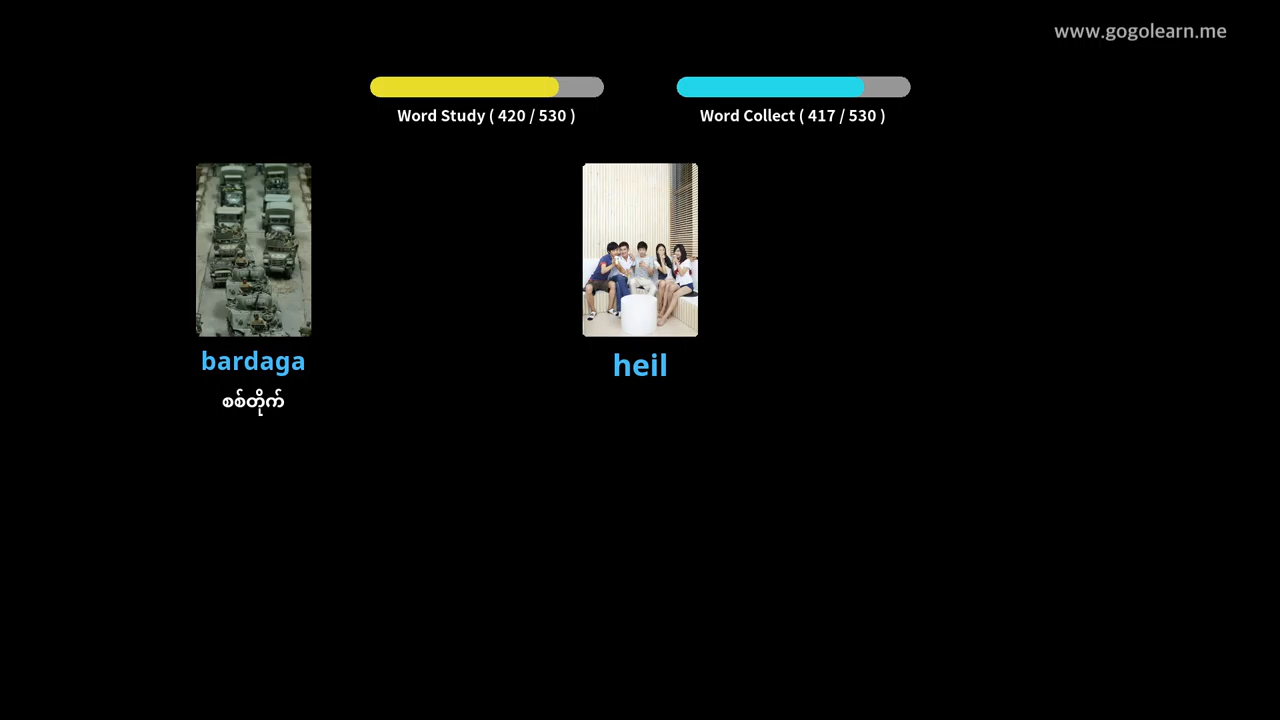 www.gogolearn.me
Word Study ( 420 / 530 )
Word Collect ( 417 / 530 )
bardaga
စစ်တိုက်
heil